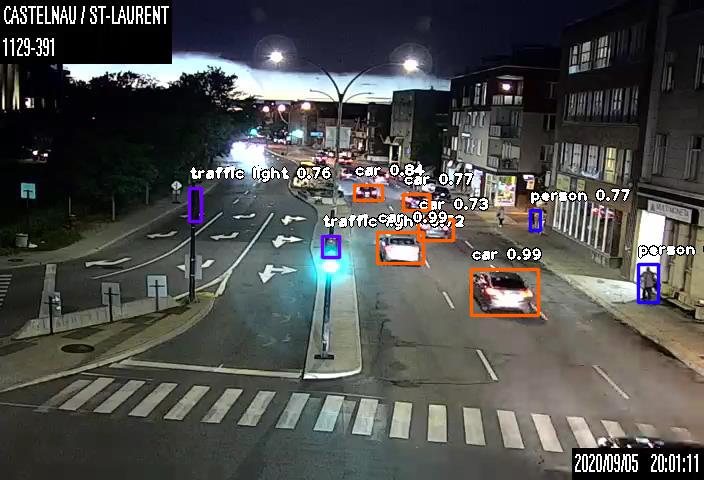 CASTELNAU / ST-LAURENT
1129-391
traffic light 0.76
car 0.84
car 0.77
car 0.73
car 0.99
person 0.77
car 0.99
person
2020/09/05 20:01:11